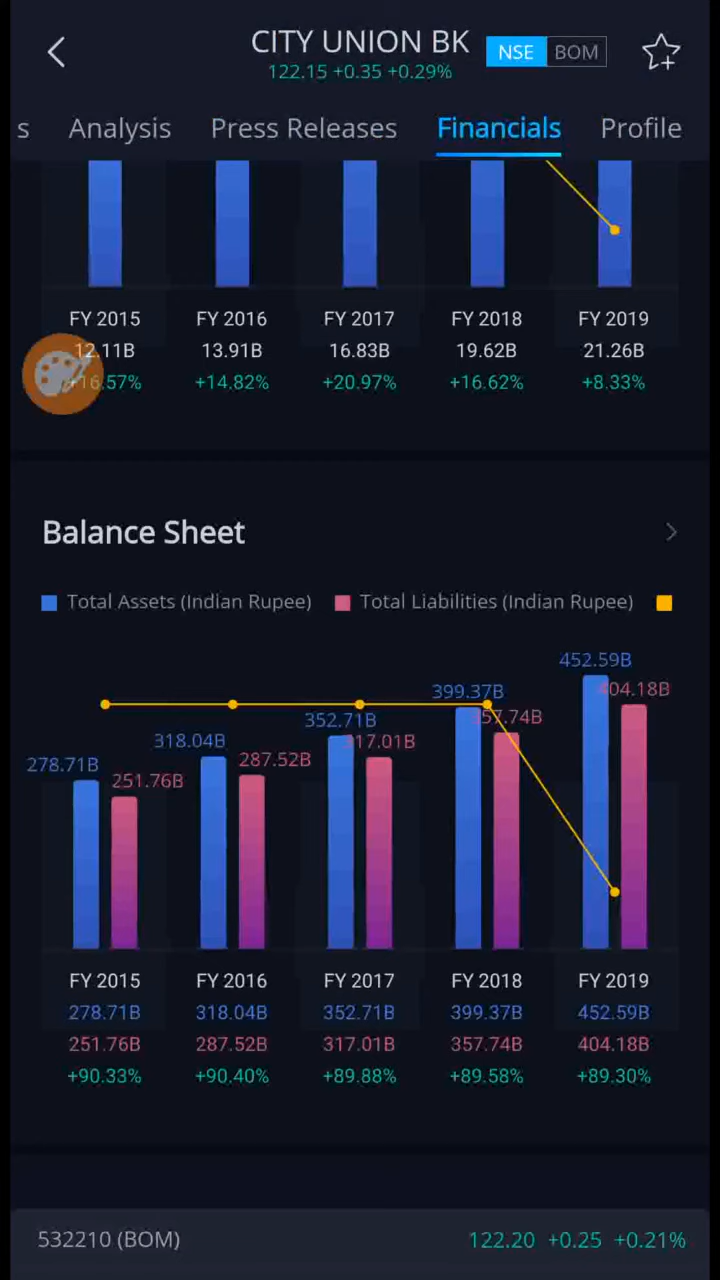 CITY UNION BK
NSE BOM
122.15 +0.35 +0.29%
s Analysis Press Releases Financials Profile
FY 2015 FY 2016 FY 2017 FY 2018 FY 2019
12.11B 13.91B 16.83B 19.62B 21.26B
+16.57% +14.82% +20.97% +16.62% +8.33%
Balance Sheet
Total Assets (Indian Rupee) Total Liabilities (Indian Rupee)
452.59B
399.37B 404.18B
352.71B 357.74B
318.04B 317.01B
278.71B 287.52B
251.76B
FY 2015 FY 2016 FY 2017 FY 2018 FY 2019
278.71B 318.04B 352.71B 399.37B 452.59B
251.76B 287.52B 317.01B 357.74B 404.18B
+90.33% +90.40% +89.88% +89.58% +89.30%
532210 (BOM) 122.20 +0.25 +0.21%